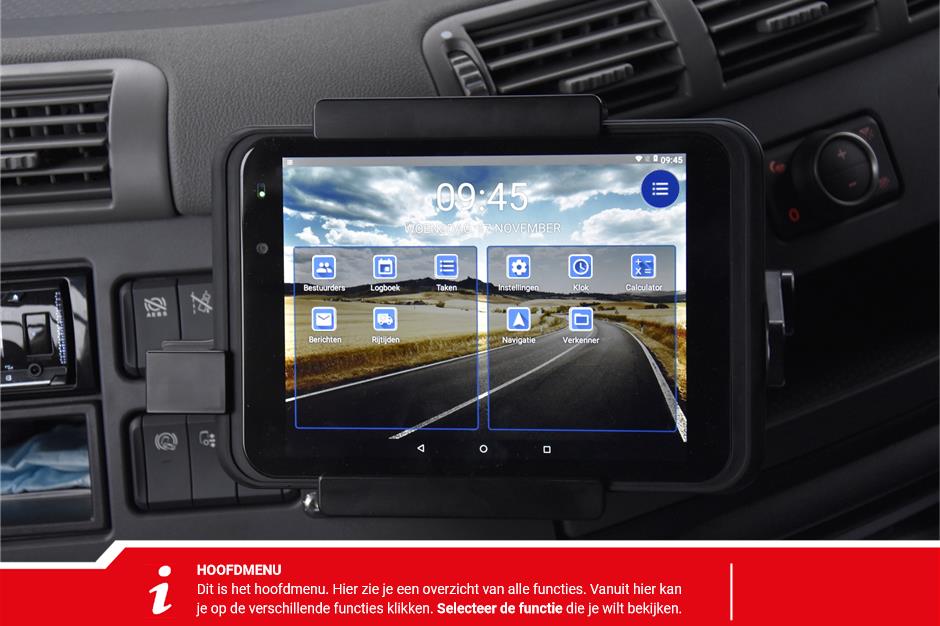 09:45
09:45
WOENSDAG 17 NOVEMBER
Bestuurders Logboek Taken Instellingen Klok Calculator
Berichten Rijtijden Navigatie Verkenner
AEBS
HOOFDMENU
Dit is het hoofdmenu. Hier zie je een overzicht van alle functies. Vanuit hier kan
je op de verschillende functies klikken. Selecteer de functie die je wilt bekijken.